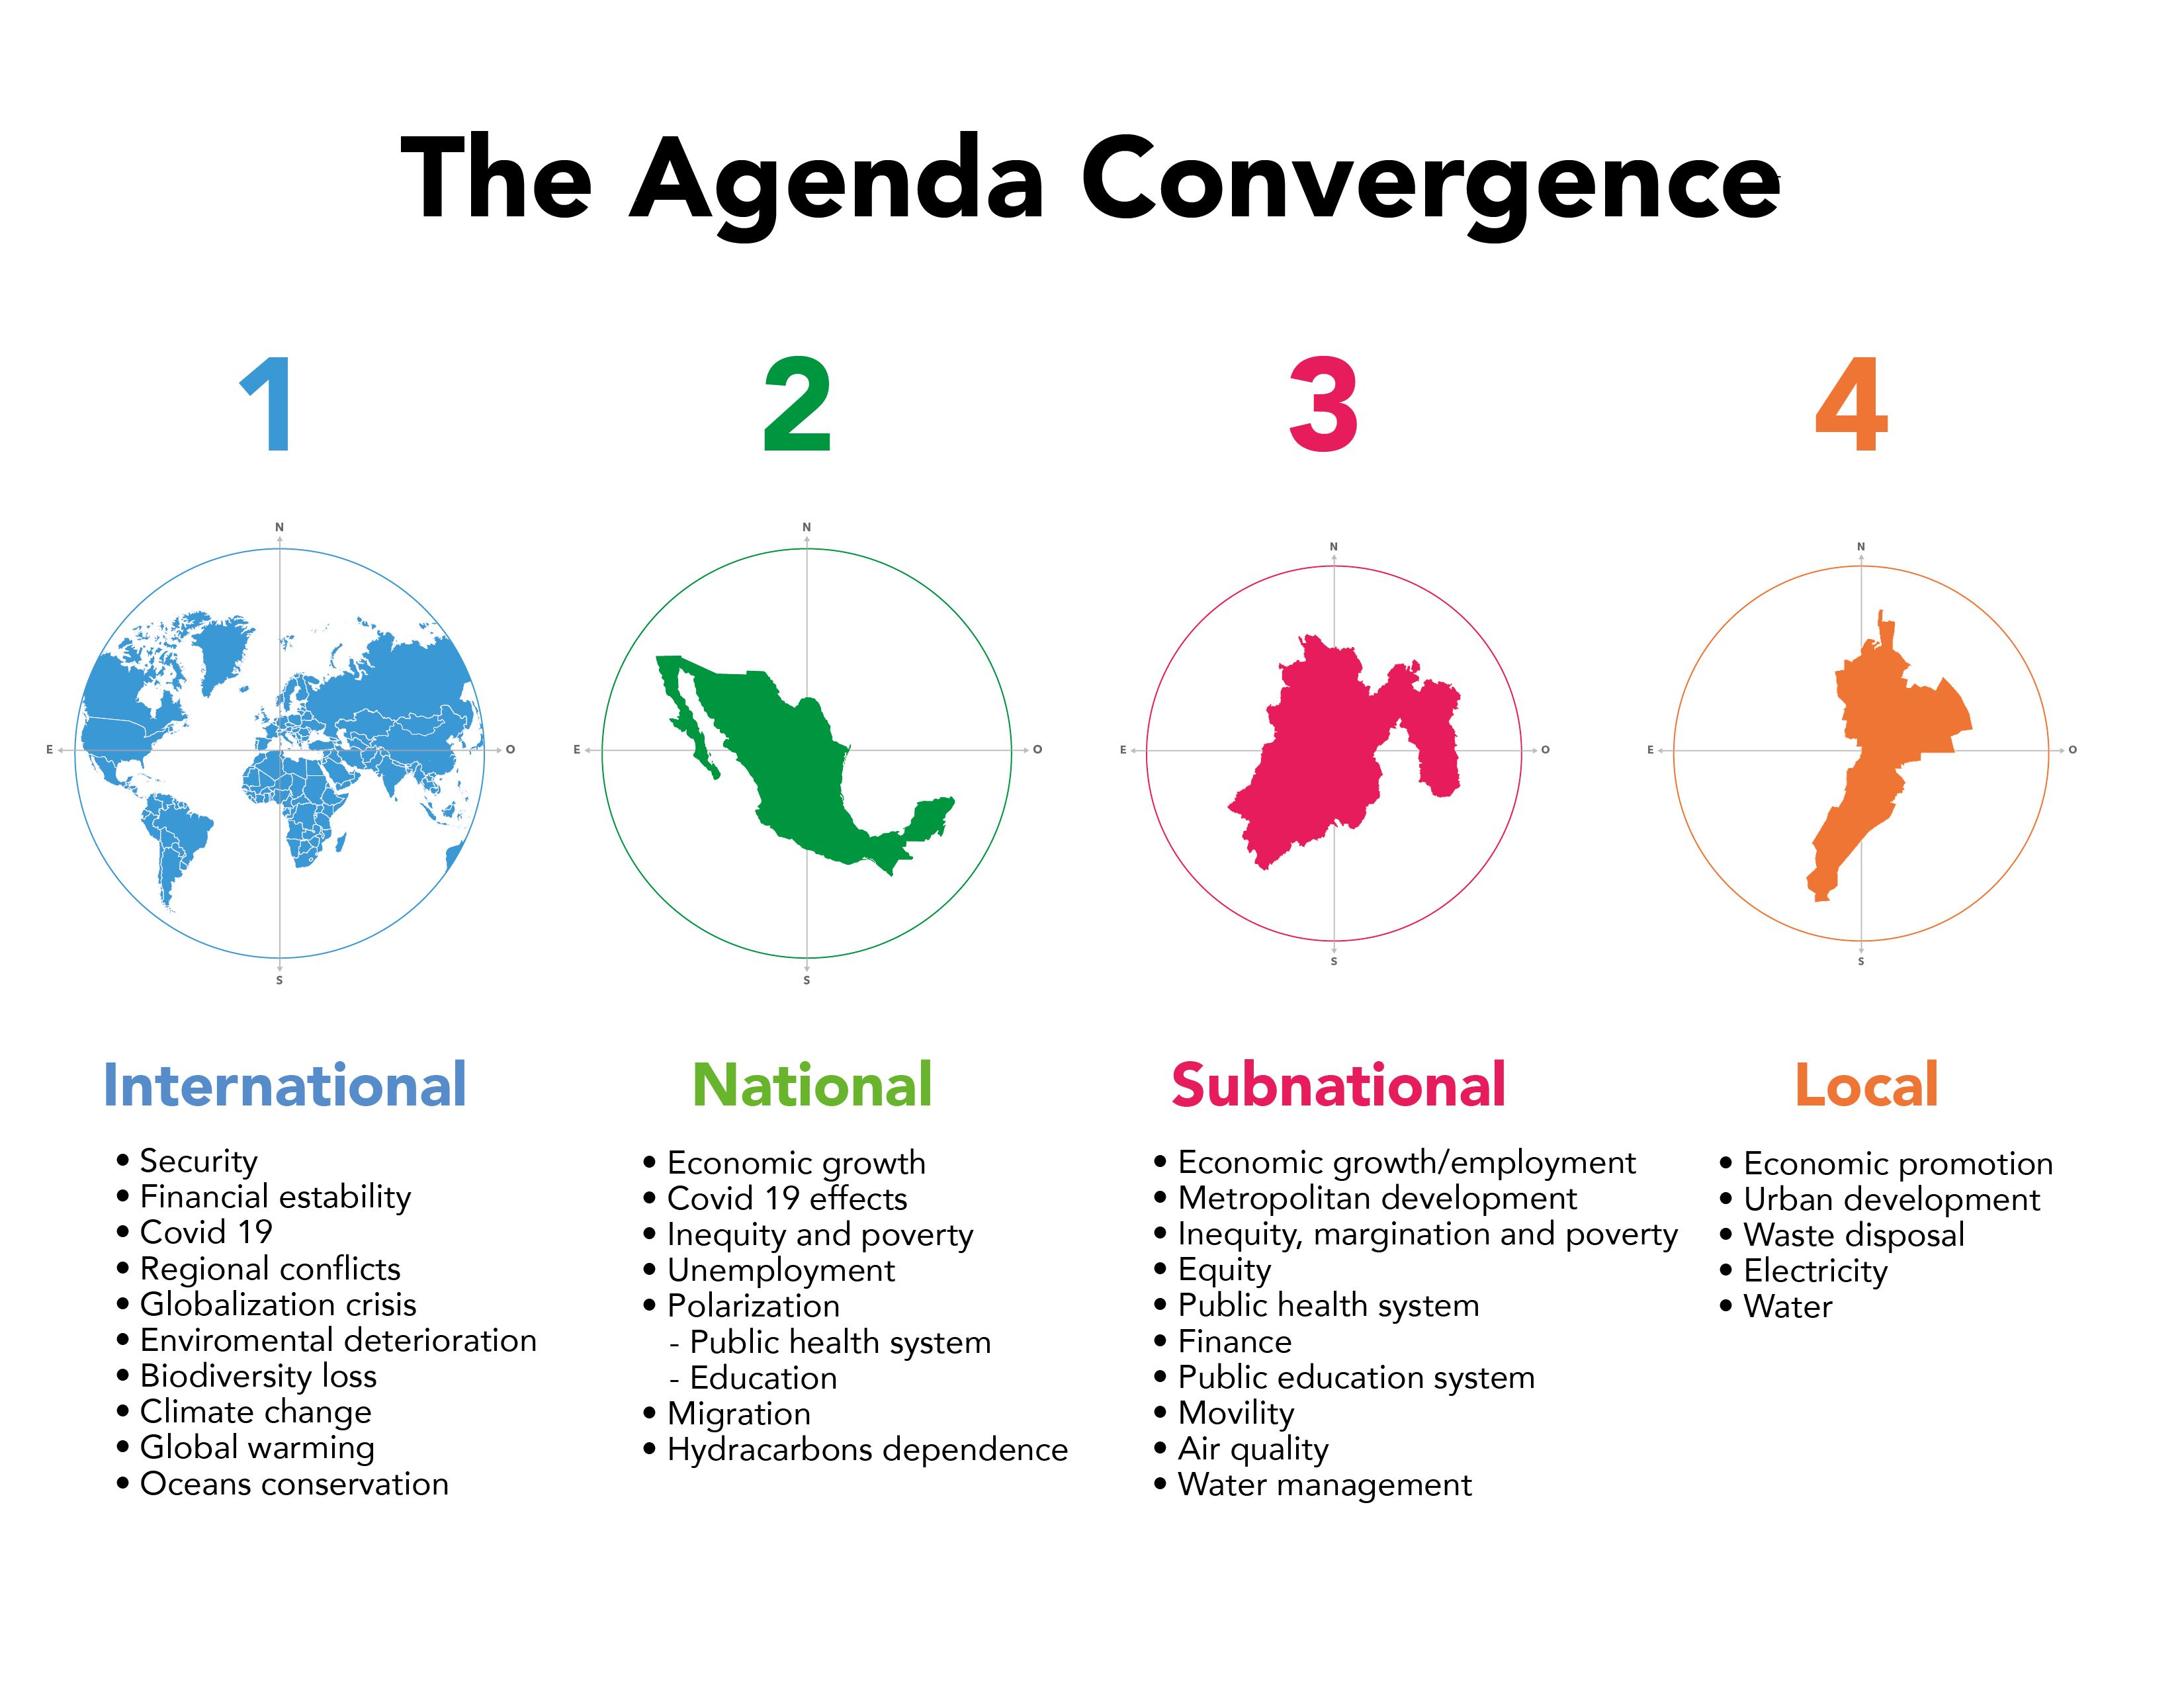 The Agenda Convergence
1
2
3
4
N
E
O
S
N
E
O
S
N
E
O
S
N
E
O
S
International
• Security
• Financial estability
• Covid 19
• Regional conflicts
• Globalization crisis
• Enviromental deterioration
• Biodiversity loss
• Climate change
• Global warming
• Oceans conservation
National
• Economic growth
• Covid 19 effects
• Inequity and poverty
• Unemployment
• Polarization
- Public health system
- Education
• Migration
• Hydracarbons dependence
Subnational
• Economic growth/employment
• Metropolitan development
• Inequity, margination and poverty
• Equity
• Public health system
• Finance
• Public education system
• Movility
• Air quality
• Water management
Local
• Economic promotion
• Urban development
• Waste disposal
• Electricity
• Water